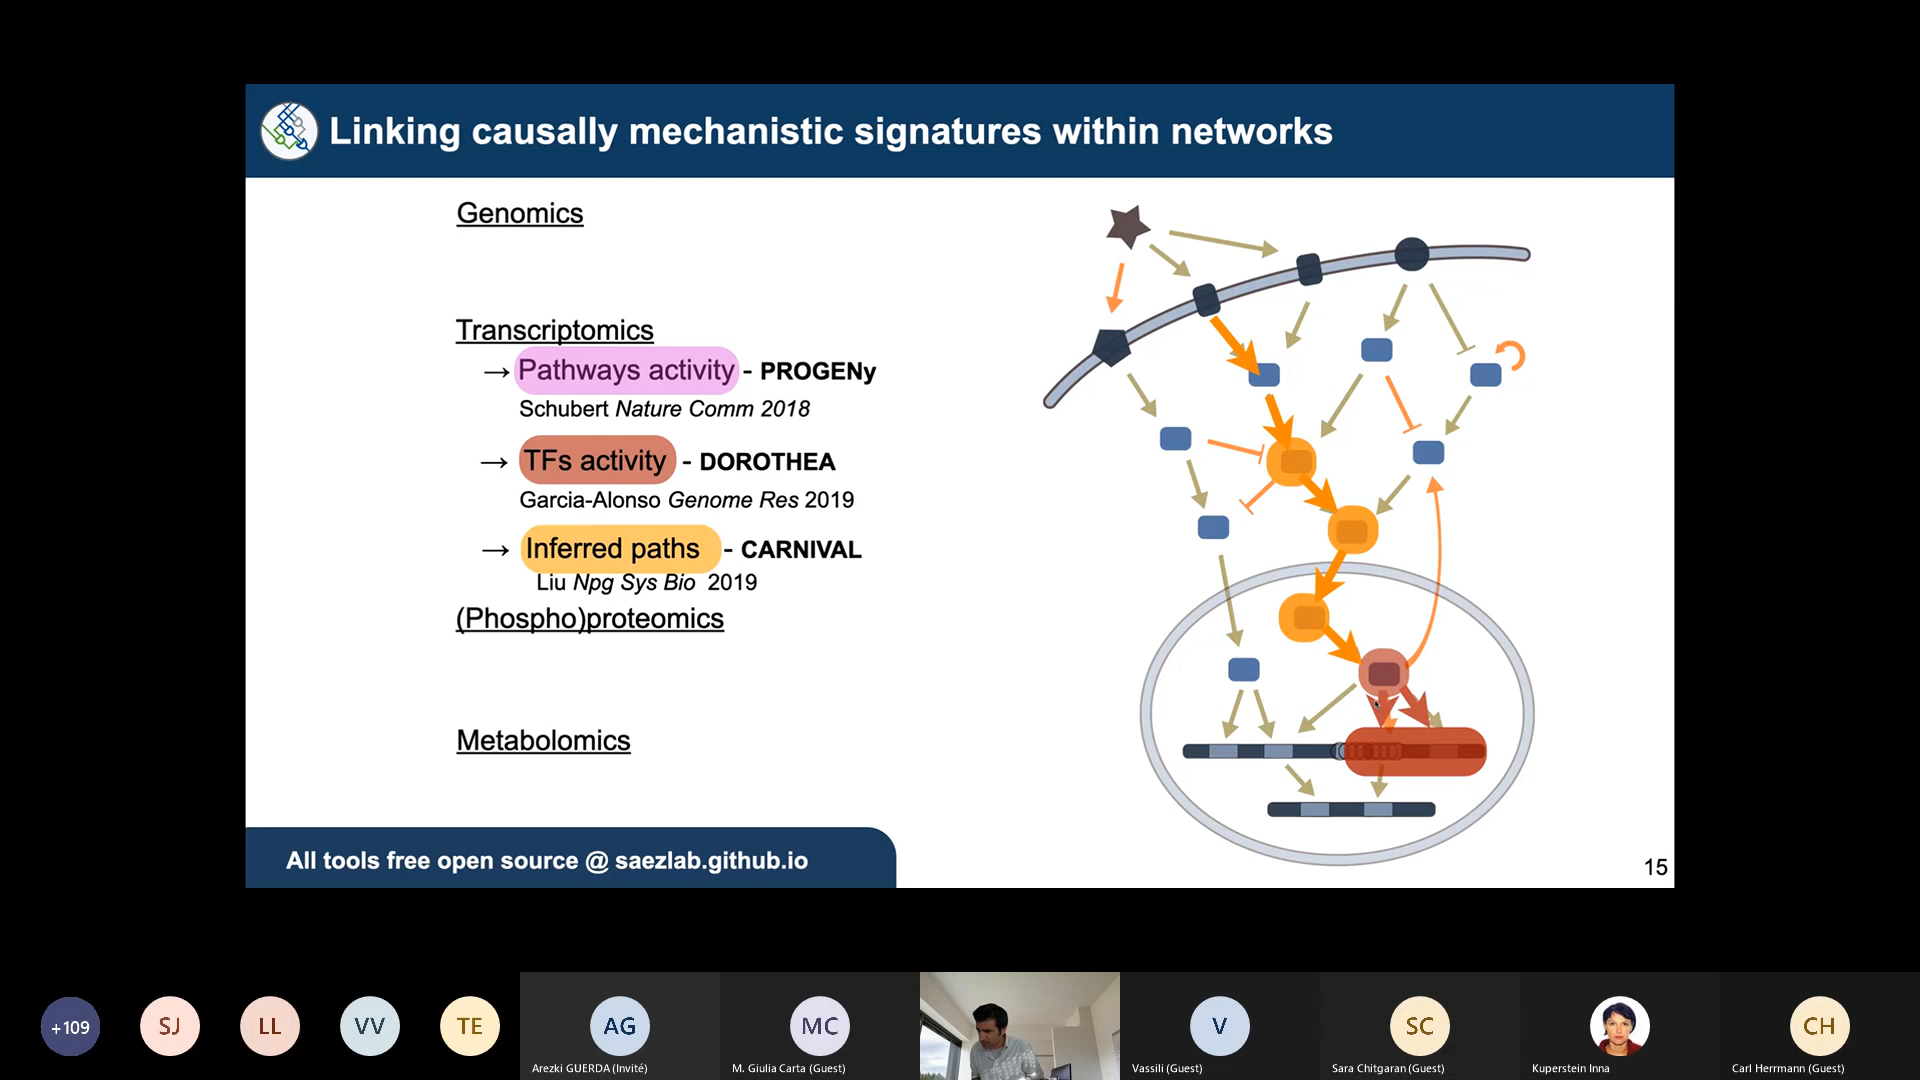 Linking causally mechanistic signatures within networks
Genomics
Transcriptomics
→ Pathways activity - PROGENy
Schubert Nature Comm 2018
→ TFs activity - DOROTHEA
Garcia-Alonso Genome Res 2019
→ Inferred paths - CARNIVAL
Liu Npg Sys Bio 2019
(Phospho)proteomics
Metabolomics
All tools free open source @ saezlab.github.io
15
+109
SJ
LL
VV
TE
AG
MC
V
SC
CH
Arezki GUERDA (Invité)
M. Giulia Carta (Guest)
Vassili (Guest)
Sara Chitgaran (Guest)
Kuperstein Inna
Carl Herrmann (Guest)